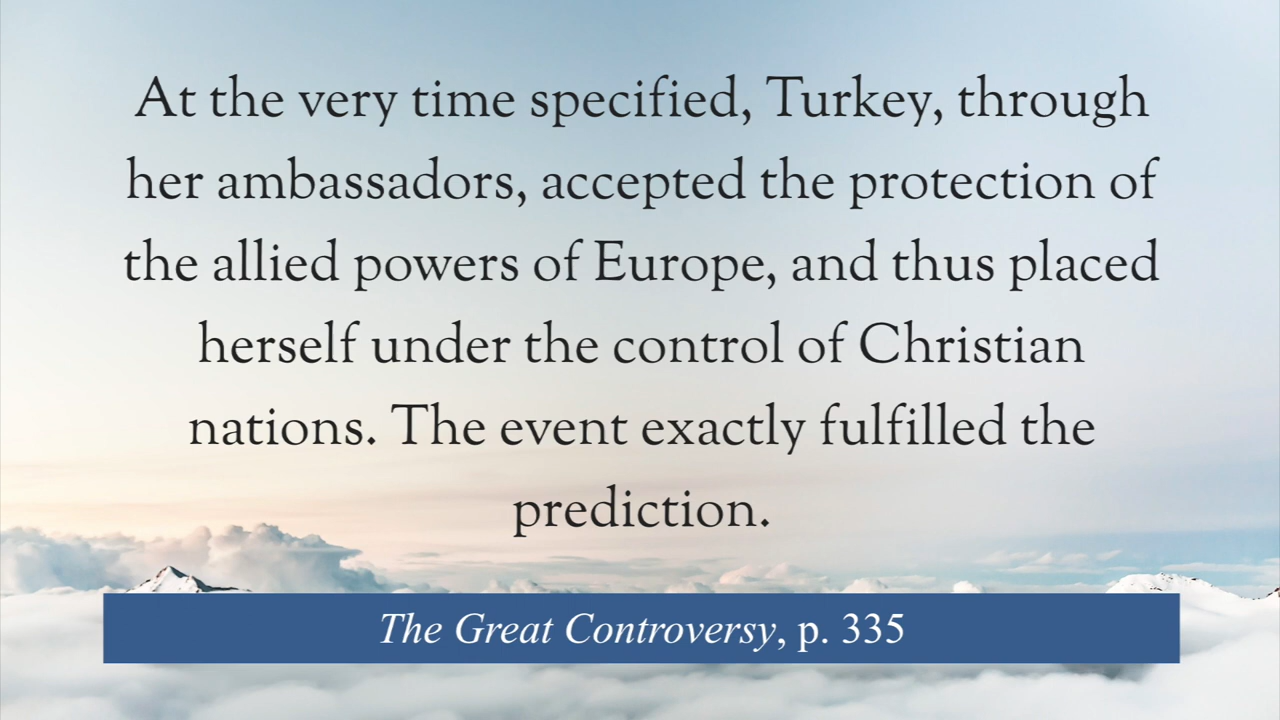 At the very time specified, Turkey, through
her ambassadors, accepted the protection of
the allied powers of Europe, and thus placed
herself under the control of Christian
nations. The event exactly fulfilled the
prediction.
The Great Controversy, p. 335